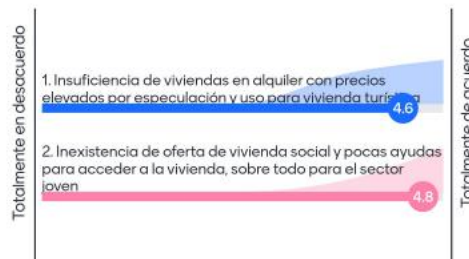 Totalmente en desacuerdo
1. Insuficiencia de viviendas en alquiler con precios
elevados por especulación y uso para vivienda turística
4.6
2. Inexistencia de oferta de vivienda social y pocas ayudas
para acceder a la vivienda, sobre todo para el sector
joven
4.8
Totalmente de acuerdo